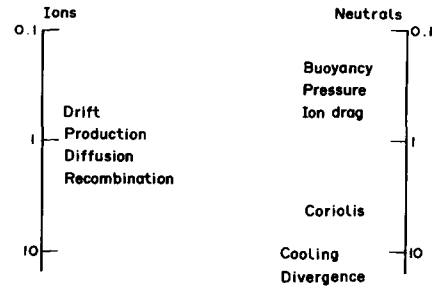 Ions
Neutrals
0.1
0.1
Buoyancy
Pressure
Drift
Ion drag
Production
1
1
Diffusion
Recombination
Coriolis
10
Cooling
10
Divergence